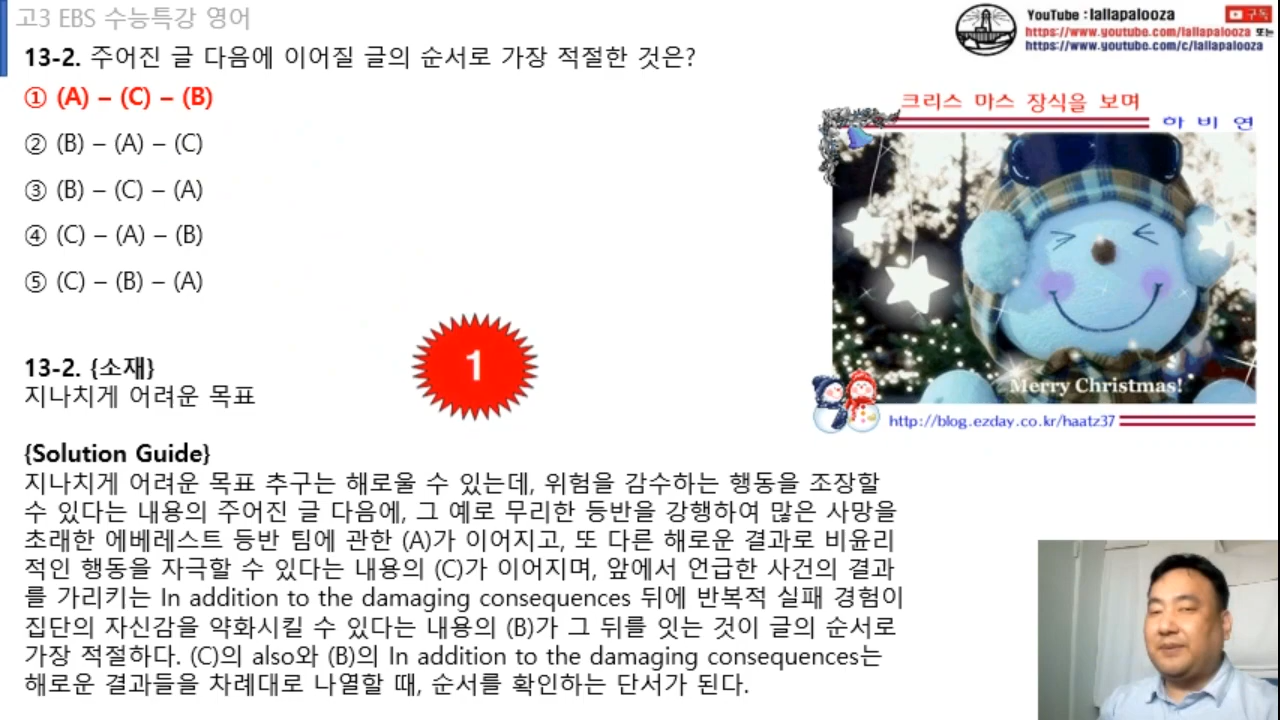 고3 EBS 수능특강 영어
YouTube : lallapalooza
구독
https://www.youtube.com/lallapalooza 또는
https://www.youtube.com/c/lallapalooza
13-2. 주어진 글 다음에 이어질 글의 순서로 가장 적절한 것은?
① (A) – (C) – (B)
② (B) – (A) – (C)
③ (B) – (C) – (A)
④ (C) – (A) – (B)
⑤ (C) – (B) – (A)
크리스 마스 장식을 보며
하 비 연
Merry Christmas!
http://blog.ezday.co.kr/haatz37
1
13-2. {소재}
지나치게 어려운 목표
{Solution Guide}
지나치게 어려운 목표 추구는 해로울 수 있는데, 위험을 감수하는 행동을 조장할
수 있다는 내용의 주어진 글 다음에, 그 예로 무리한 등반을 강행하여 많은 사망을
초래한 에베레스트 등반 팀에 관한 (A)가 이어지고, 또 다른 해로운 결과로 비윤리
적인 행동을 자극할 수 있다는 내용의 (C)가 이어지며, 앞에서 언급한 사건의 결과
를 가리키는 In addition to the damaging consequences 뒤에 반복적 실패 경험이
집단의 자신감을 약화시킬 수 있다는 내용의 (B)가 그 뒤를 잇는 것이 글의 순서로
가장 적절하다. (C)의 also와 (B)의 In addition to the damaging consequences는
해로운 결과들을 차례대로 나열할 때, 순서를 확인하는 단서가 된다.